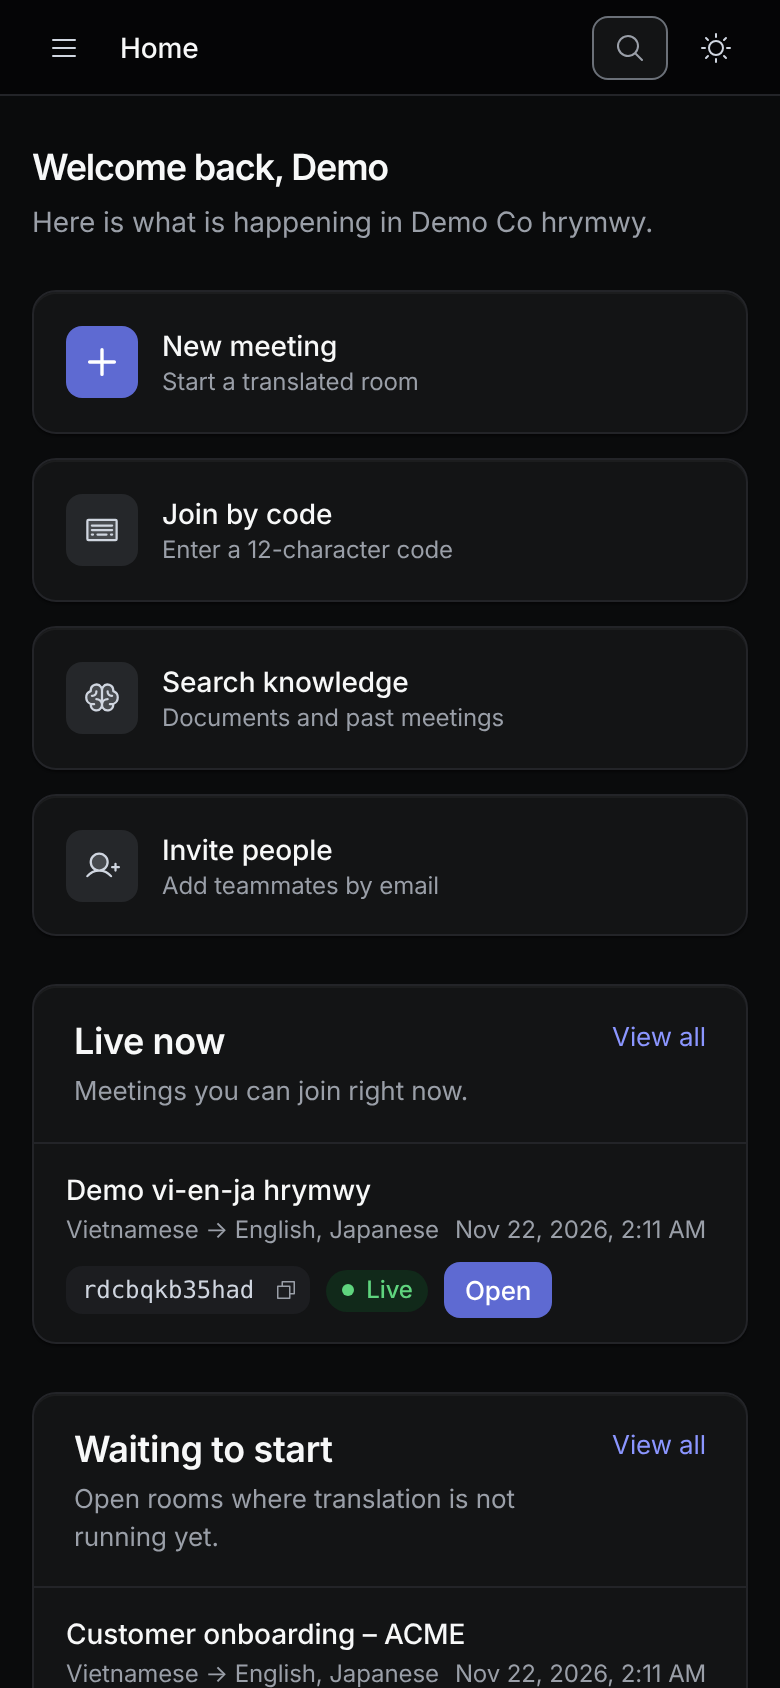 Home
Welcome back, Demo
Here is what is happening in Demo Co hrymwy.
New meeting
Start a translated room
Join by code
Enter a 12-character code
Search knowledge
Documents and past meetings
Invite people
Add teammates by email
Live now
View all
Meetings you can join right now.
Demo vi-en-ja hrymwy
Vietnamese → English, Japanese Nov 22, 2026, 2:11 AM
rdcbqkb35had Live Open
Waiting to start
View all
Open rooms where translation is not
running yet.
Customer onboarding – ACME
Vietnamese → English, Japanese Nov 22, 2026, 2:11 AM